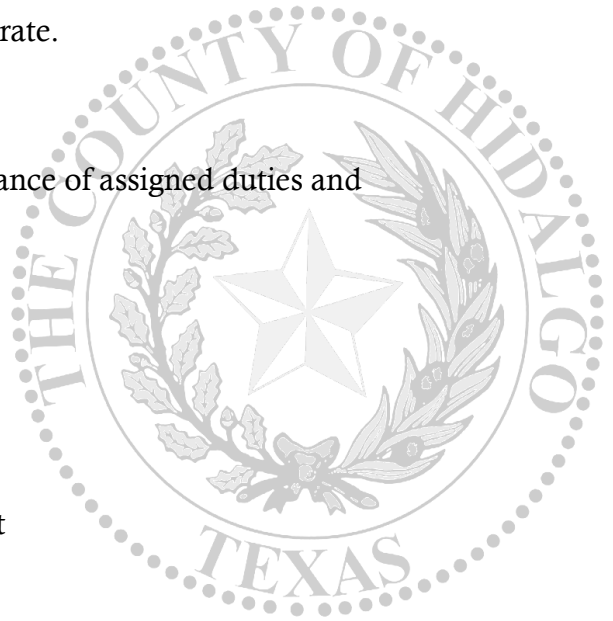 rate.
THE COUNTY OF HIDALGO
ance of assigned duties and
t
TEXAS